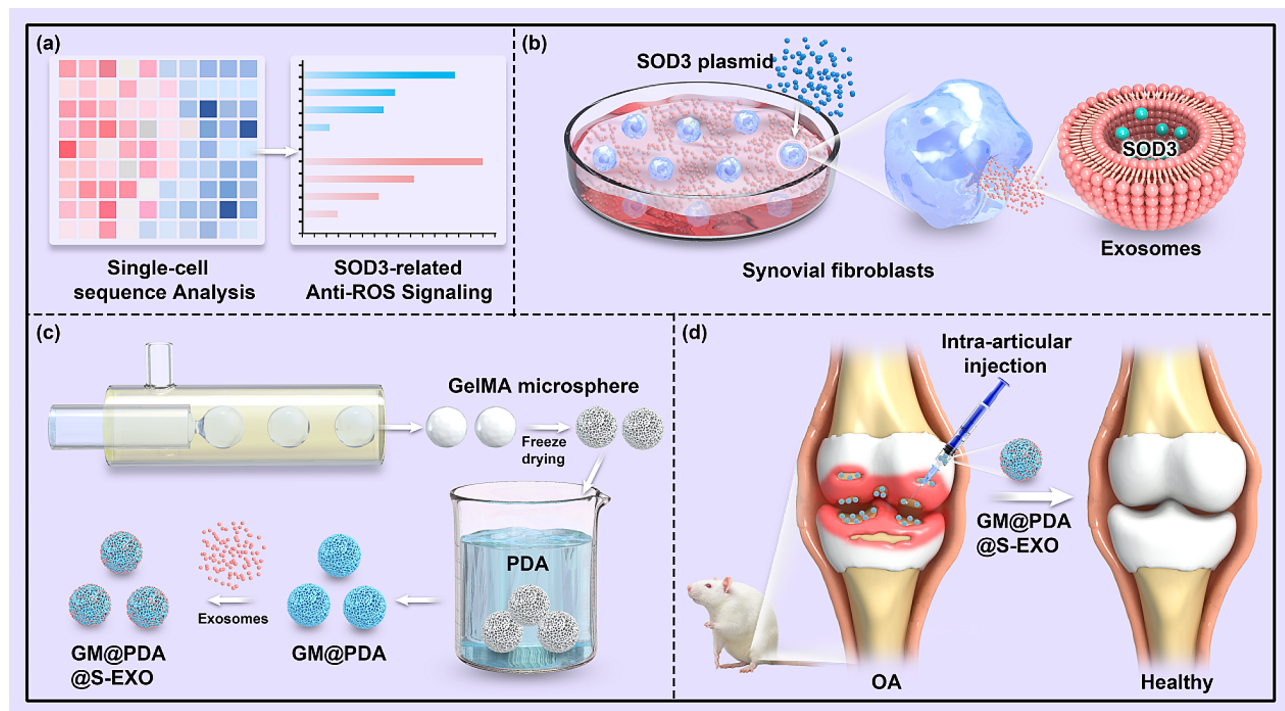 (a)
Single-cell
sequence Analysis
SOD3-related
Anti-ROS Signaling
(b)
SOD3 plasmid
SOD3
Exosomes
Synovial fibroblasts
(c)
GelMA microsphere
Freeze
drying
PDA
Exosomes
GM@PDA
@S-EXO
GM@PDA
(d)
Intra-articular
injection
GM@PDA
@S-EXO
OA
Healthy